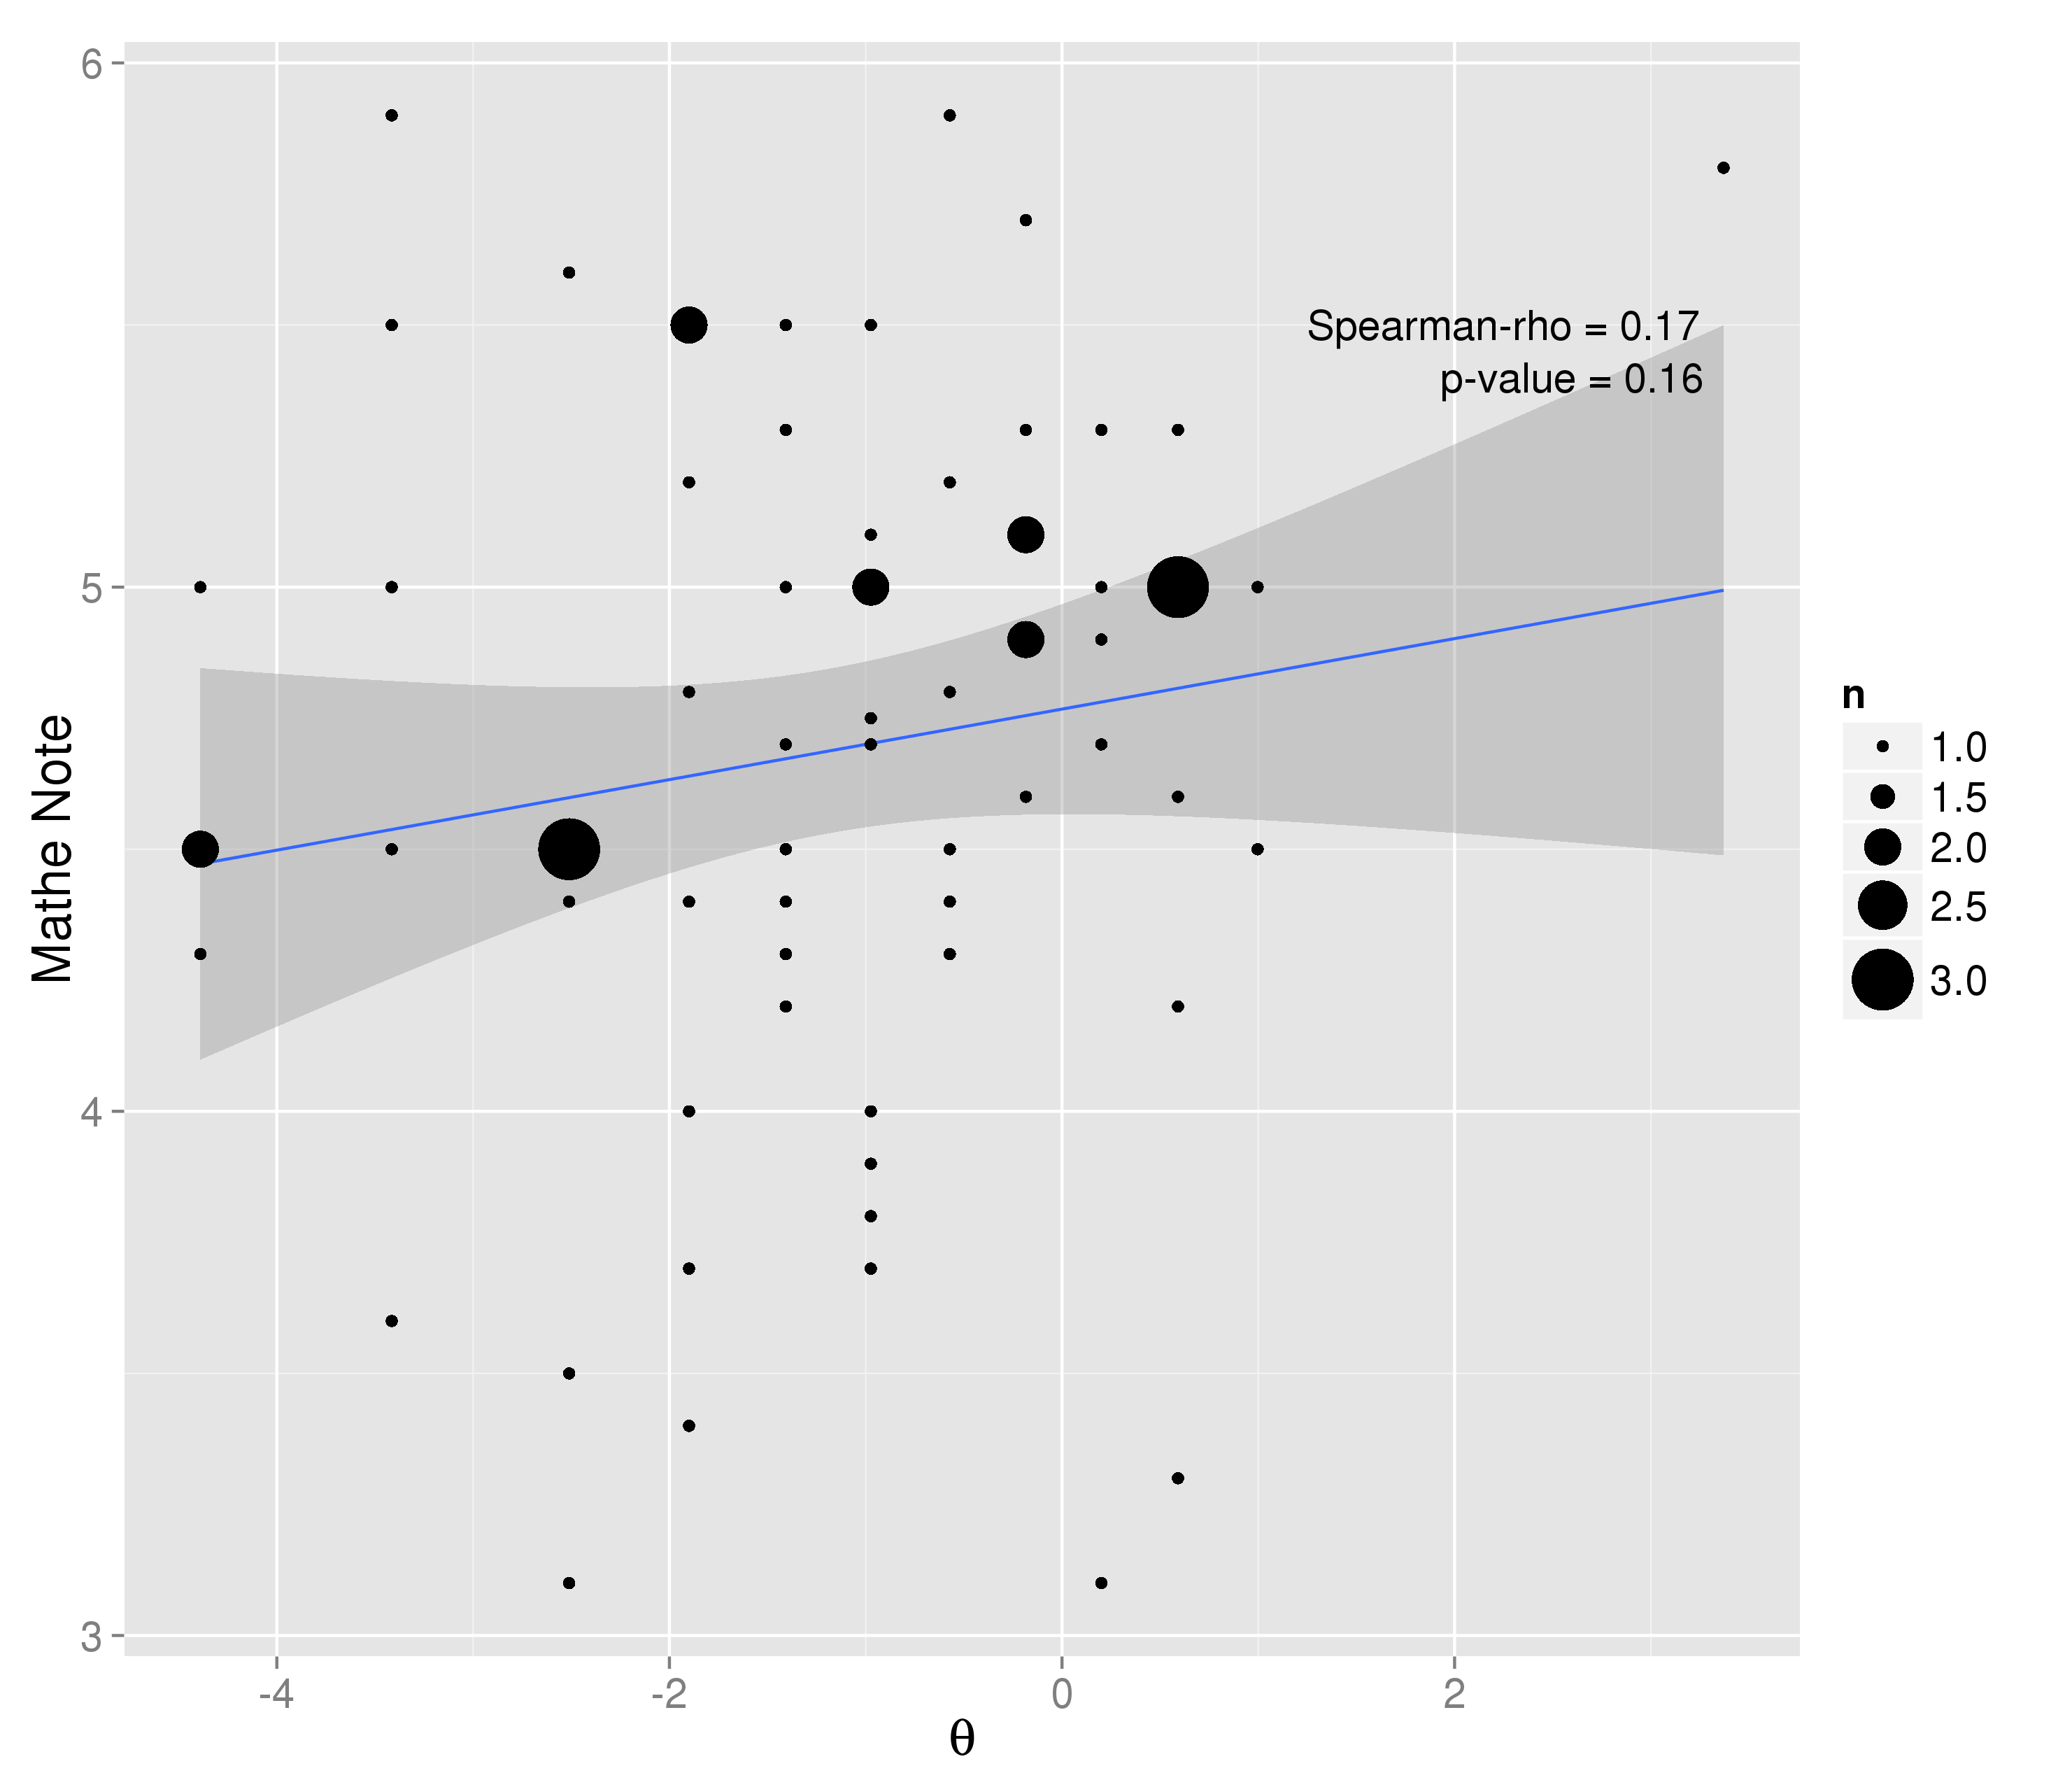 6
5
4
3
Mathe Note
Spearman-rho = 0.17
p-value = 0.16
-4
-2
0
2
θ
n
1.0
1.5
2.0
2.5
3.0